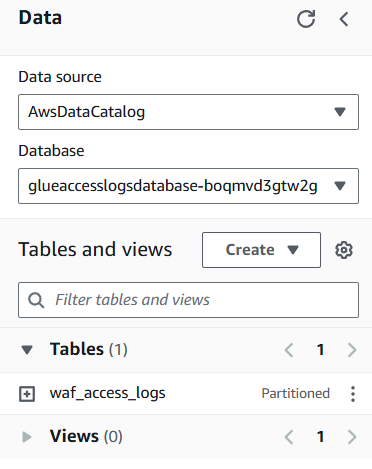 Data
Data source
AwsDataCatalog
Database
glueaccesslogsdatabase-boqmvd3gtw2g
Tables and views
Create
Filter tables and views
Tables (1)
1
waf_access_logs
Partitioned
Views (0)
1